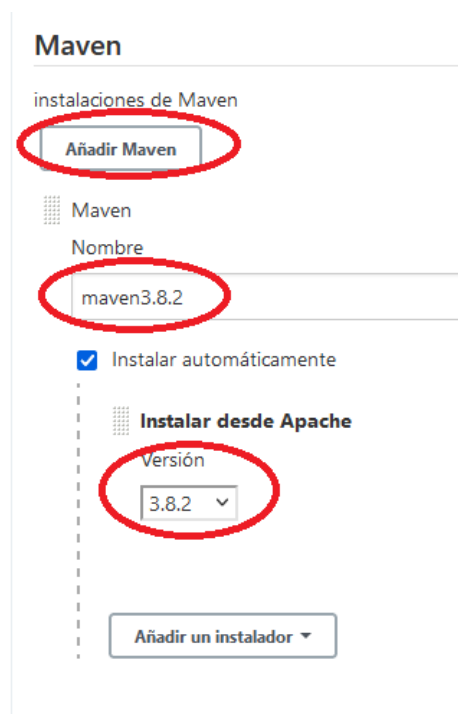 Maven
instalaciones de Maven
Añadir Maven
Maven
Nombre
maven3.8.2
Instalar automáticamente
Instalar desde Apache
Versión
3.8.2
Añadir un instalador